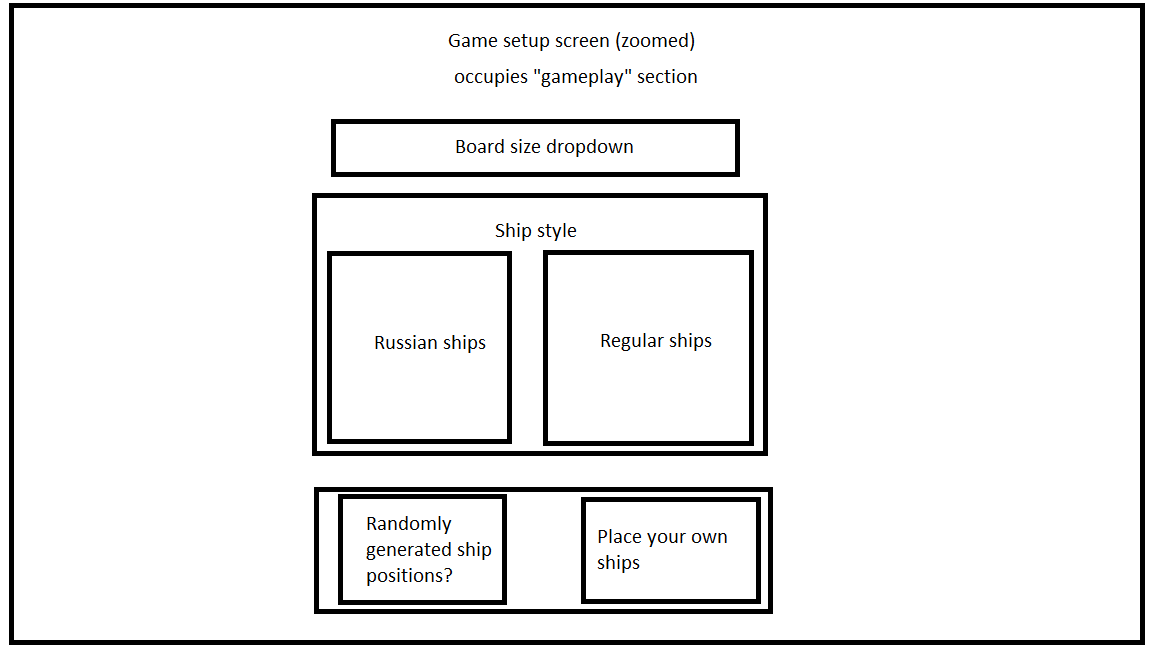 Game setup screen (zoomed)
occupies "gameplay" section
Board size dropdown
Ship style
Russian ships
Regular ships
Randomly
generated ship
positions?
Place your own
ships